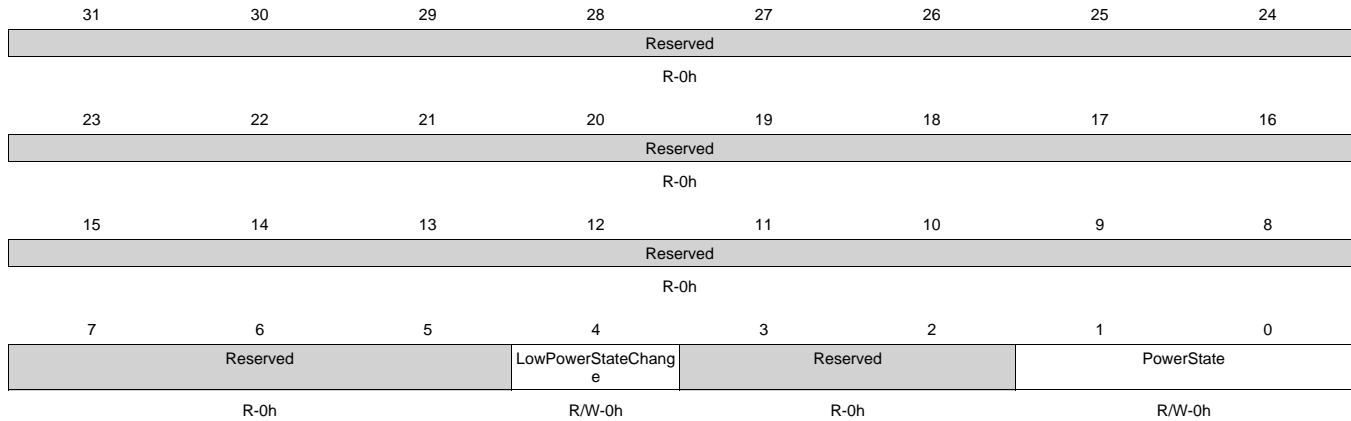 31 30 29 28 27 26 25 24
Reserved
R-0h
23 22 21 20 19 18 17 16
Reserved
R-0h
15 14 13 12 11 10 9 8
Reserved
R-0h
7 6 5 4 3 2 1 0
Reserved LowPowerStateChang Reserved PowerState
e
R-0h R/W-0h R-0h R/W-0h